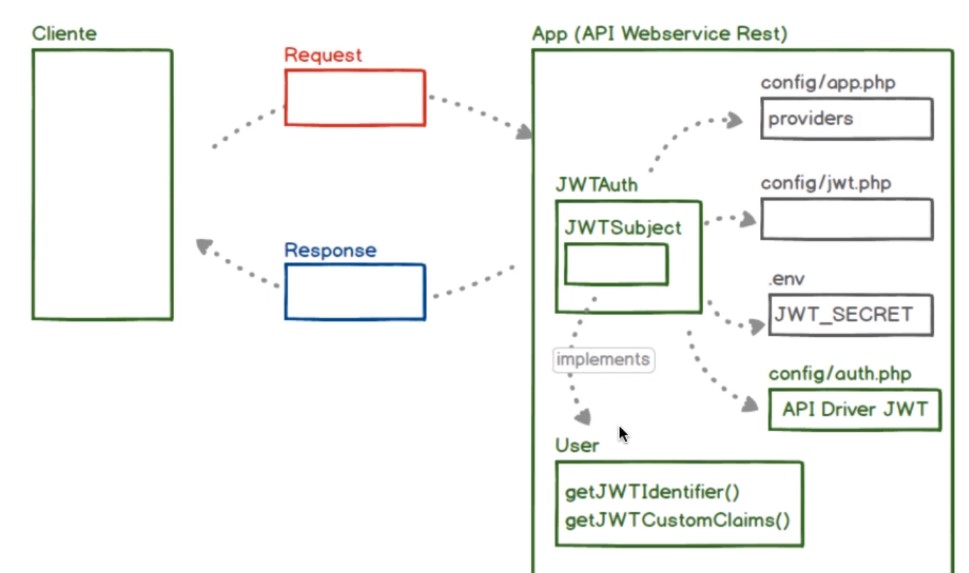 Cliente
Request
Response
App (API Webservice Rest)
config/app.php
providers
JWTAuth
JWTSubject
config/jwt.php
.env
JWT_SECRET
implements
config/auth.php
API Driver JWT
User
getJWTIdentifier()
getJWTCustomClaims()